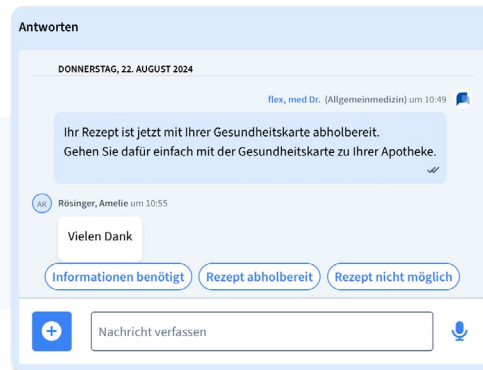 Antworten
DONNERSTAG, 22. AUGUST 2024
flex, med Dr. (Allgemeinmedizin) um 10:49
Ihr Rezept ist jetzt mit Ihrer Gesundheitskarte abholbereit.
Gehen Sie dafür einfach mit der Gesundheitskarte zu Ihrer Apotheke.
AR Rösinger, Amelie um 10:55
Vielen Dank
Informationen benötigt Rezept abholbereit Rezept nicht möglich
Nachricht verfassen